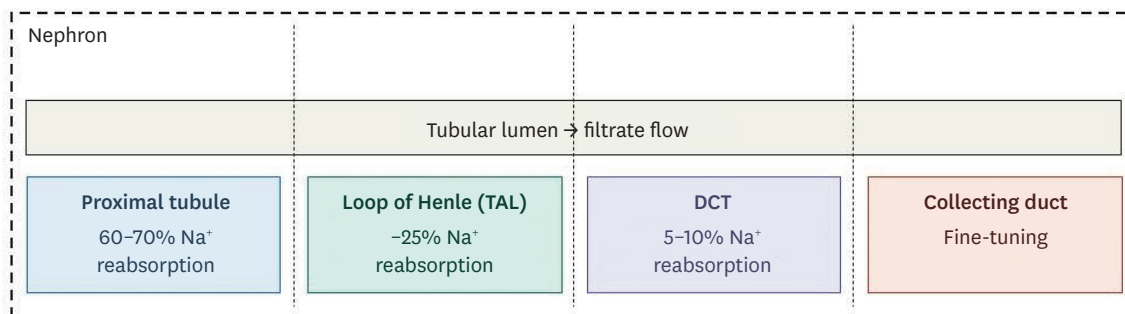 Nephron
Tubular lumen → filtrate flow
Proximal tubule
60–70% Na⁺
reabsorption
Loop of Henle (TAL)
−25% Na⁺
reabsorption
DCT
5–10% Na⁺
reabsorption
Collecting duct
Fine-tuning